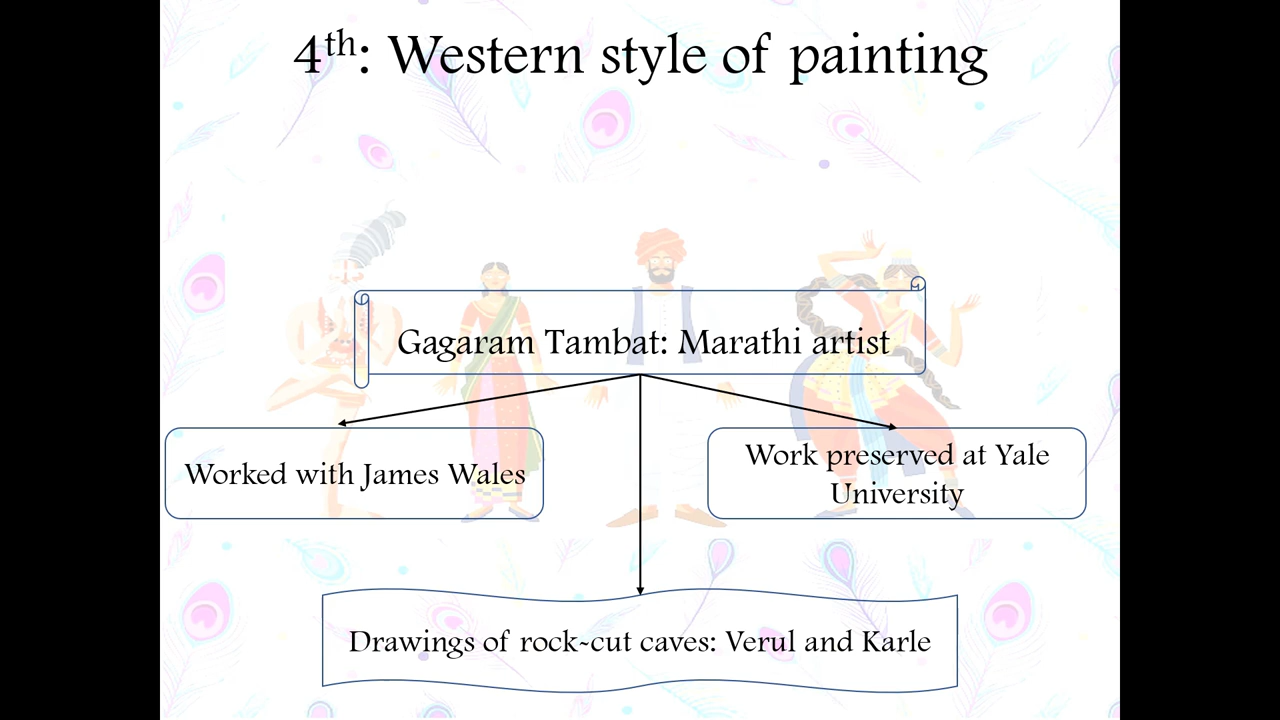 4th: Western style of painting
Gagaram Tambat: Marathi artist
Worked with James Wales
Work preserved at Yale
University
Drawings of rock-cut caves: Verul and Karle